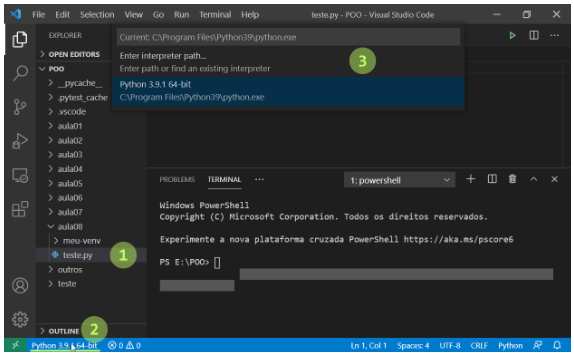 File Edit Selection View Go Run Terminal Help
teste.py - POO - Visual Studio Code
EXPLORER
OPEN EDITORS
POO
__pycache__
.pytest_cache
.vscode
aula01
aula02
aula03
aula04
aula05
aula06
aula07
aula08
meu-venv
teste.py
1
outros
teste
OUTLINE
2
Current: C:\Program Files\Python39\python.exe
Enter interpreter path...
Enter path or find an existing interpreter
3
Python 3.9.1 64-bit
C:\Program Files\Python39\python.exe
PROBLEMS TERMINAL ... 1: powershell
Windows PowerShell
Copyright (C) Microsoft Corporation. Todos os direitos reservados.
Experimente a nova plataforma cruzada PowerShell https://aka.ms/pscore6
PS E:\POO>
Python 3.9.1 64-bit 0 0 Ln 1, Col 1 Spaces: 4 UTF-8 CRLF Python